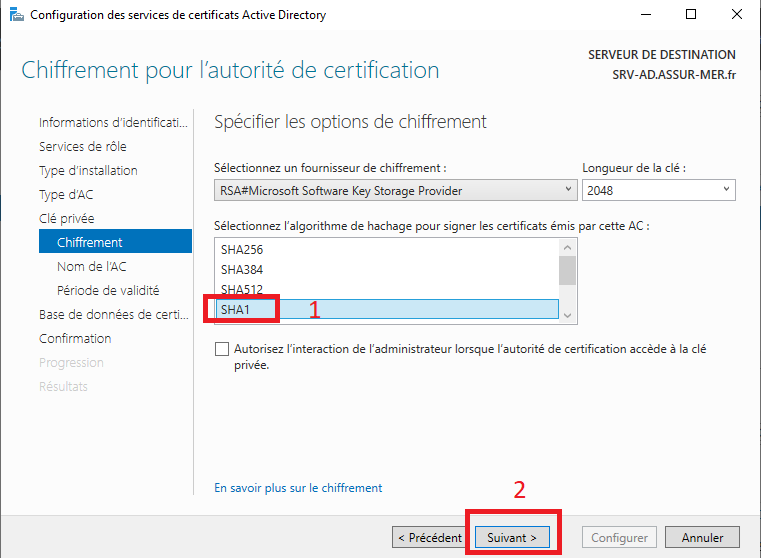 Configuration des services de certificats Active Directory
Chiffrement pour l'autorité de certification
SERVEUR DE DESTINATION
SRV-AD.ASSUR-MER.fr
Informations d'identificati...
Services de rôle
Type d'installation
Type d'AC
Clé privée
Chiffrement
Nom de l'AC
Période de validité
Base de données de certi...
Confirmation
Progression
Résultats
Spécifier les options de chiffrement
Sélectionnez un fournisseur de chiffrement :
Longueur de la clé :
RSA#Microsoft Software Key Storage Provider
2048
Sélectionnez l'algorithme de hachage pour signer les certificats émis par cette AC :
SHA256
SHA384
SHA512
SHA1
1
Autorisez l'interaction de l'administrateur lorsque l'autorité de certification accède à la clé
privée.
En savoir plus sur le chiffrement
2
< Précédent
Suivant >
Configurer
Annuler